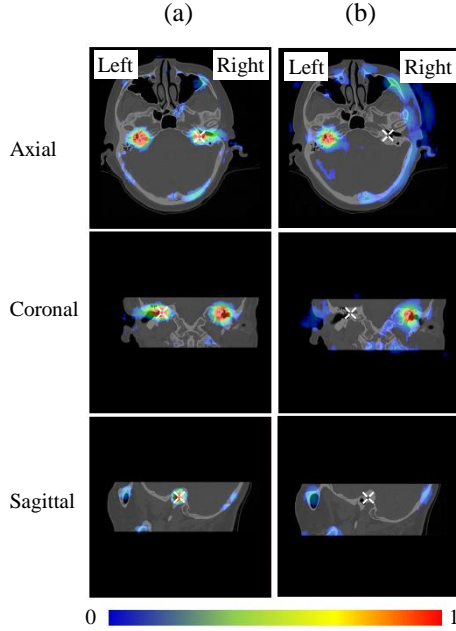 (a) (b)
Left Right Left Right
Axial
Coronal
Sagittal
0 1